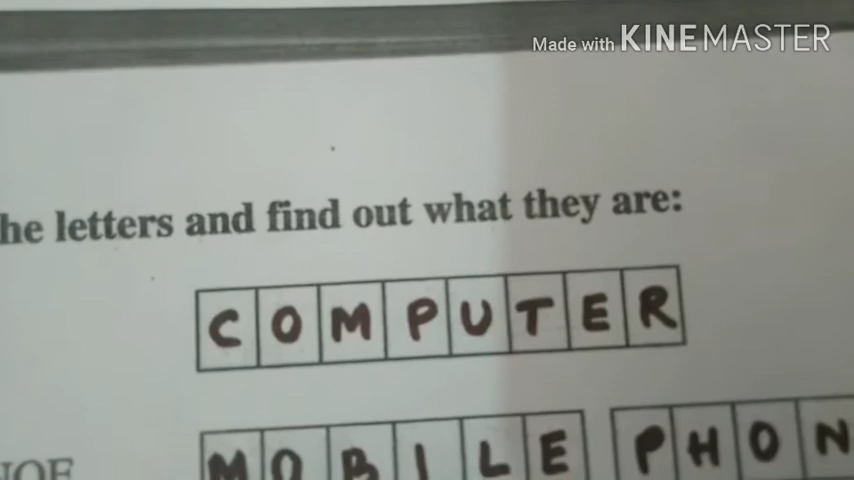 Made with KINEMASTER
he letters and find out what they are:
COMPUTER
MOBILE PHON